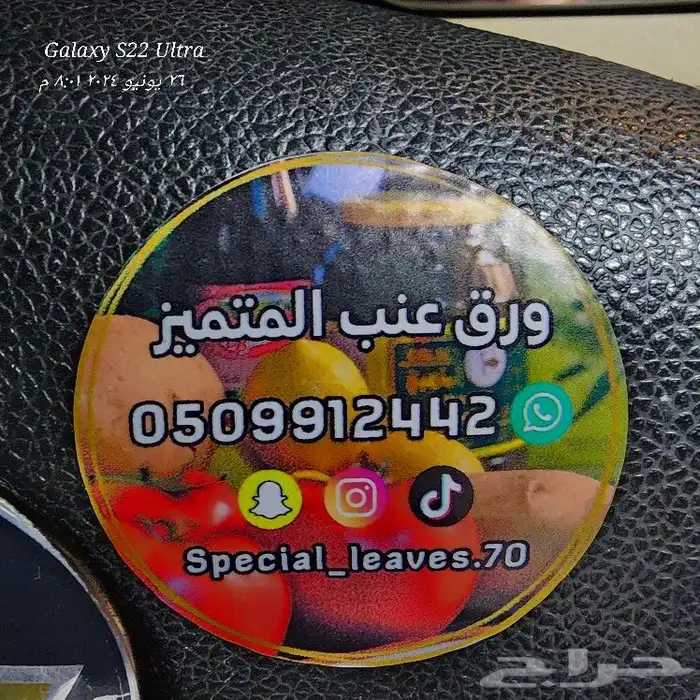 Galaxy S22 Ultra
٢٦ يونيو ٢٠٢٤ ٨:٠١ م
ورق عنب المتميز
0509912442
Special_leaves.70
حراج